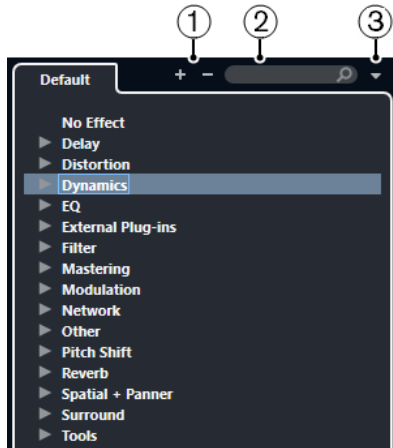 1 2 3
Default + −
No Effect
Delay
Distortion
Dynamics
EQ
External Plug-ins
Filter
Mastering
Modulation
Network
Other
Pitch Shift
Reverb
Spatial + Panner
Surround
Tools